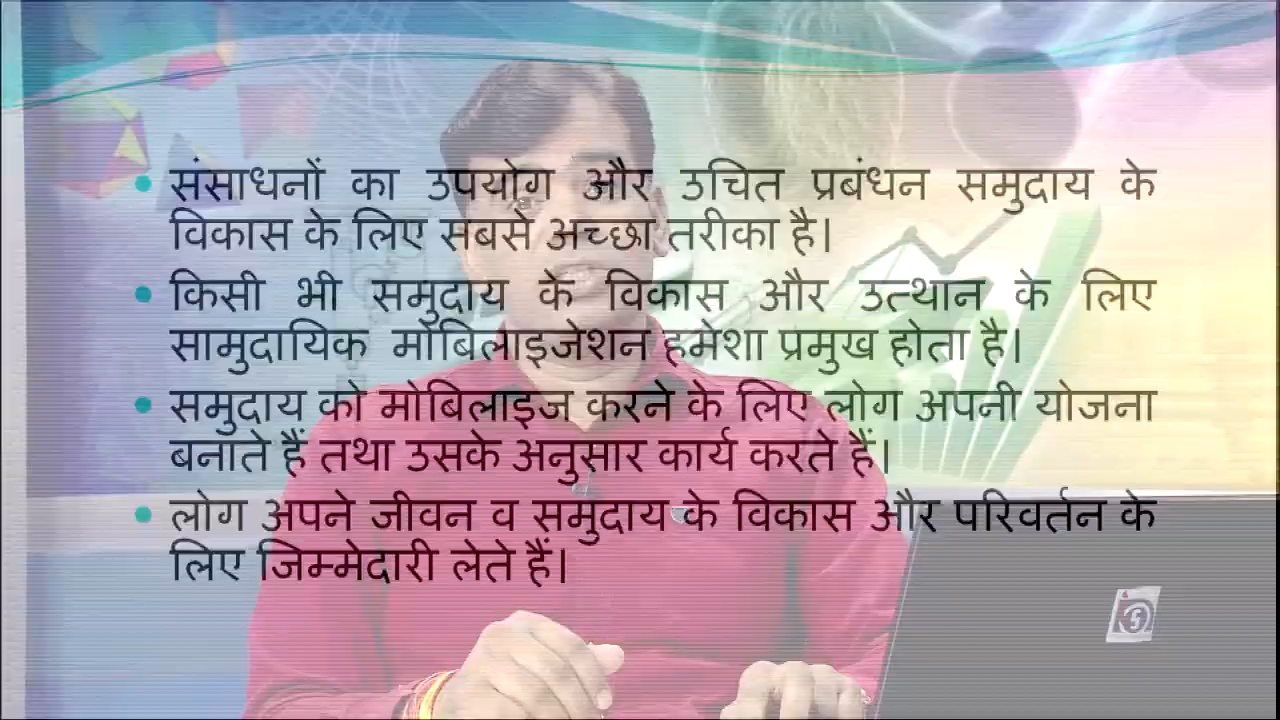 • संसाधनों का उपयोग और उचित प्रबंधन समुदाय के
विकास के लिए सबसे अच्छा तरीका है।
• किसी भी समुदाय के विकास और उत्थान के लिए
सामुदायिक मोबिलाइजेशन हमेशा प्रमुख होता है।
• समुदाय को मोबिलाइज करने के लिए लोग अपनी योजना
बनाते हैं तथा उसके अनुसार कार्य करते हैं।
• लोग अपने जीवन व समुदाय के विकास और परिवर्तन के
लिए जिम्मेदारी लेते हैं।
5